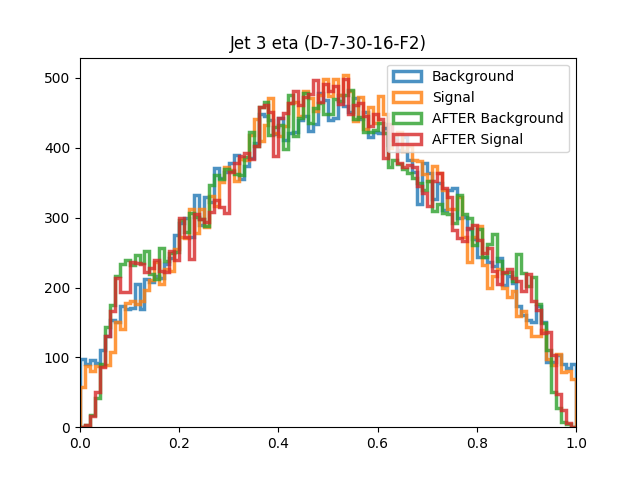 Jet 3 eta (D-7-30-16-F2)
Background
Signal
AFTER Background
AFTER Signal
500
400
300
200
100
0
0.0 0.2 0.4 0.6 0.8 1.0